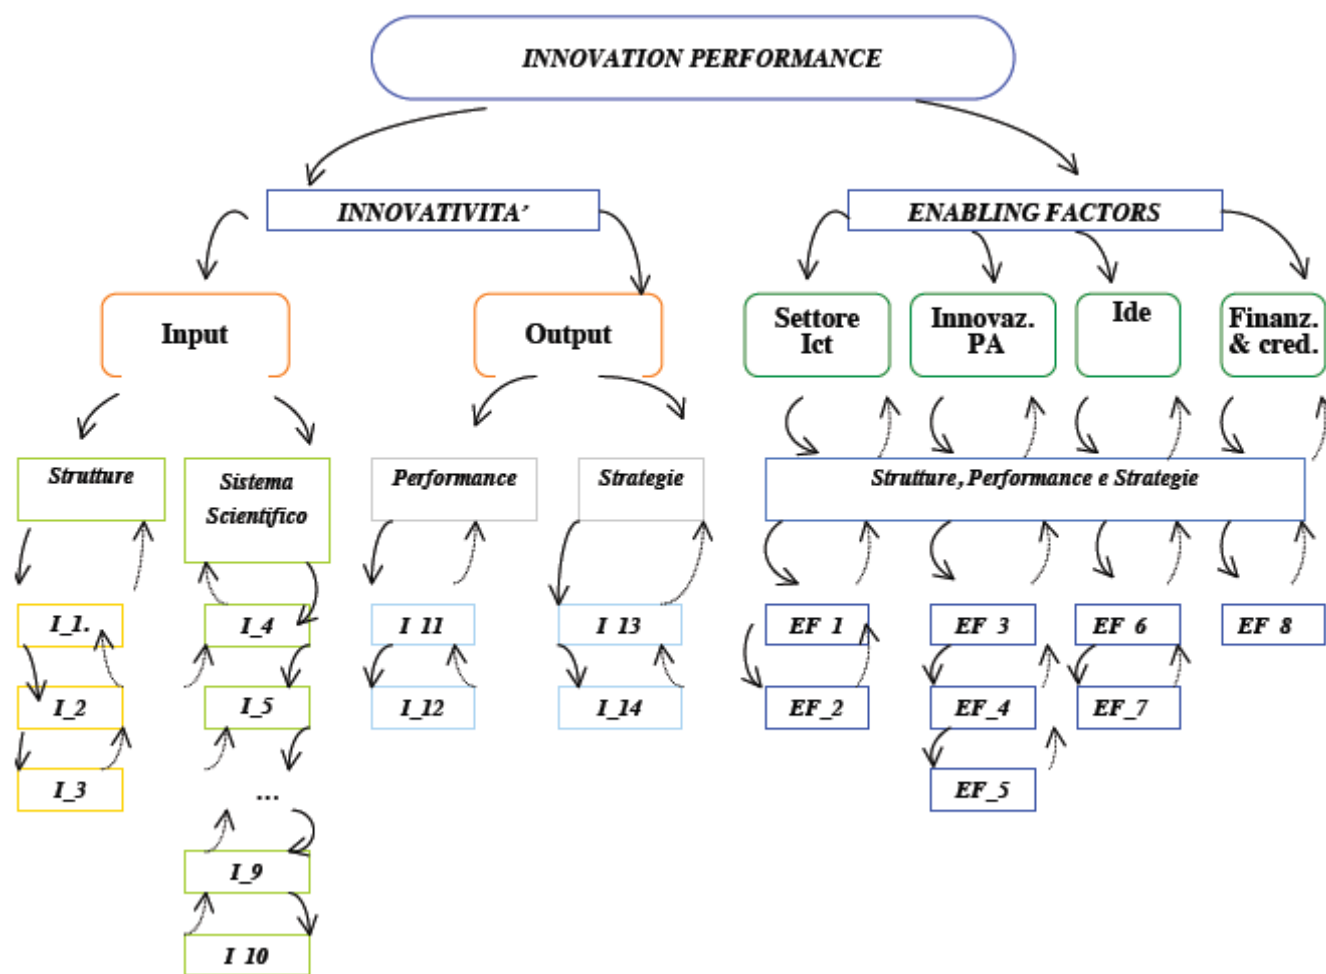 INNOVATION PERFORMANCE
INNOVATIVITA’
ENABLING FACTORS
Input
Output
Settore
Ict
Innovaz.
PA
Ide
Finanz.
& cred.
Strutture
Sistema
Scientifico
Performance
Strategie
Strutture, Performance e Strategie
I_1.
I_2
I_3
I_4
I_5
...
I_9
I 10
I 11
I_12
I 13
I_14
EF 1
EF_2
EF 3
EF_4
EF_5
EF 6
EF_7
EF 8